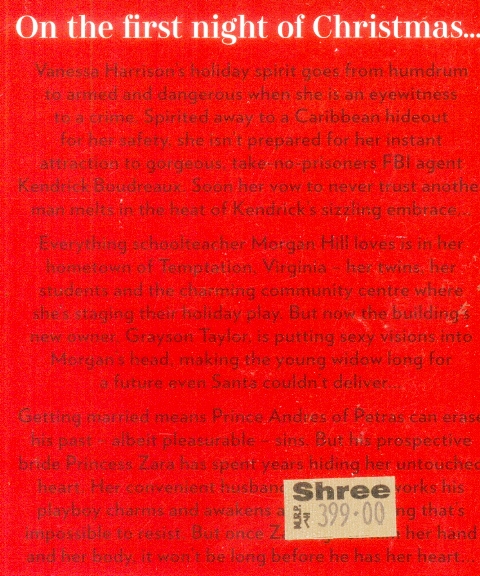 On the first night of Christmas...
Vanessa Harrison's holiday spirit goes from humdrum
to armed and dangerous when she is an eyewitness
to a crime. Spirited away to a Caribbean hideout
for her safety, she isn't prepared for her instant
attraction to gorgeous, take-no-prisoners FBI agent
Kendrick Boudreaux. Soon her vow to never trust anothe
man melts in the heat of Kendrick's sizzling embrace...
Everything schoolteacher Morgan Hill loves is in her
hometown of Temptation, Virginia – her twins, her
students and the charming community centre where
she's staging their holiday play. But now the building's
new owner, Grayson Taylor, is putting sexy visions into
Morgan's head, making the young widow long for
a future even Santa couldn't deliver...
Getting married means Prince Andres of Petras can erase
his past – albeit pleasurable – sins. But his prospective
bride Princess Zara has spent years hiding her untouched
heart. Her convenient husband works his
playboy charms and awakens a ng that's
impossible to resist. But once Z her hand
and her body, it won't be long before he has her heart...
Shree
M.R.P. ₹ 399.00